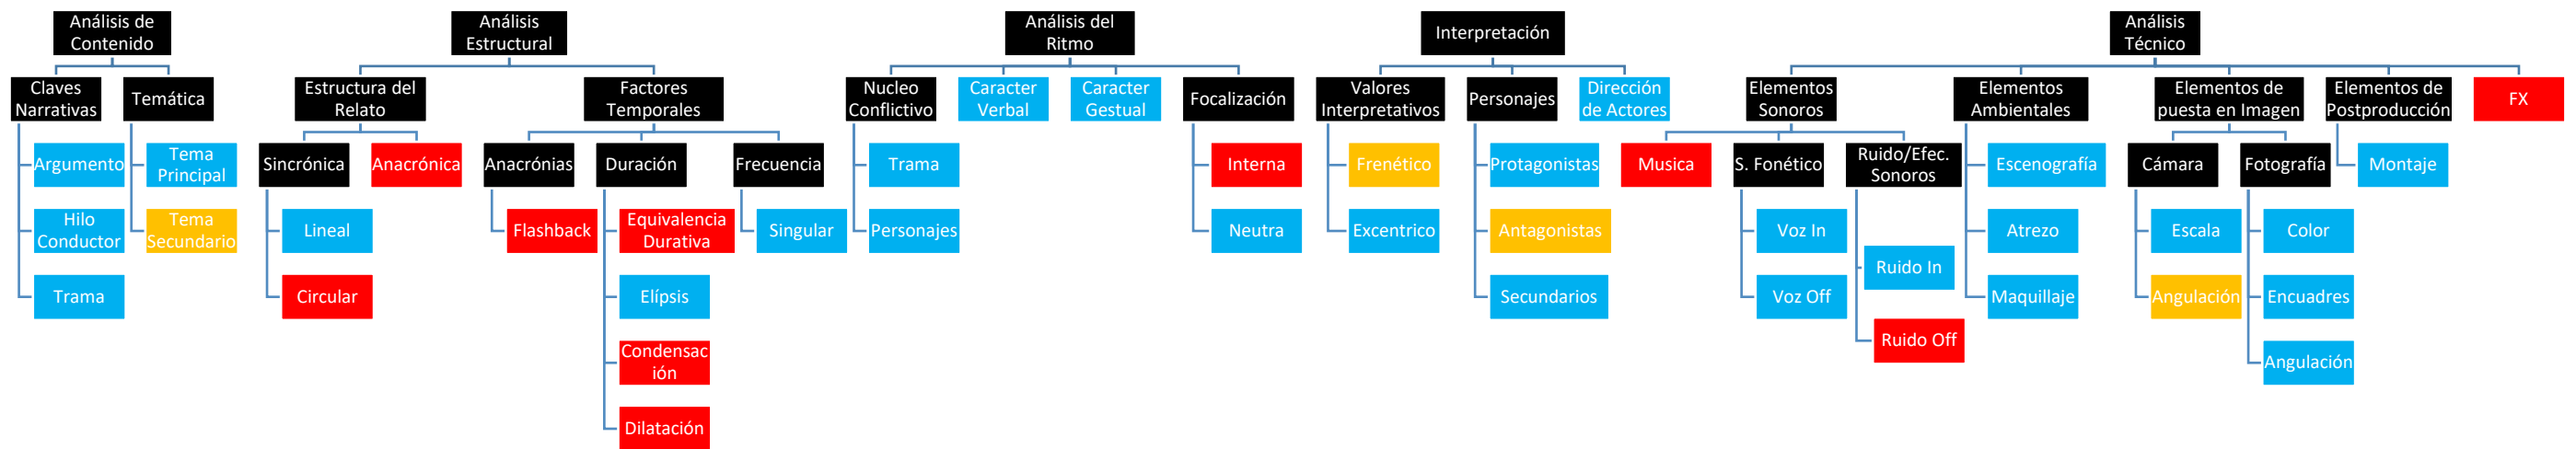 Análisis de
Contenido
Claves
Narrativas
Argumento
Hilo
Conductor
Trama
Temática
Tema
Principal
Tema
Secundario
Análisis
Estructural
Estructura del
Relato
Sincrónica
Lineal
Circular
Anacrónica
Factores
Temporales
Anacrónias
Flashback
Duración
Equivalencia
Durativa
Elípsis
Condensac
ión
Dilatación
Frecuencia
Singular
Análisis del
Ritmo
Nucleo
Conflictivo
Trama
Personajes
Caracter
Verbal
Caracter
Gestual
Focalización
Interna
Neutra
Interpretación
Valores
Interpretativos
Frenético
Excentrico
Personajes
Protagonistas
Antagonistas
Secundarios
Dirección
de Actores
Análisis
Técnico
Elementos
Sonoros
Musica
S. Fonético
Voz In
Voz Off
Ruido/Efec.
Sonoros
Ruido In
Ruido Off
Elementos
Ambientales
Escenografía
Atrezo
Maquillaje
Elementos de
puesta en Imagen
Cámara
Escala
Angulación
Fotografía
Color
Encuadres
Angulación
Elementos de
Postproducción
Montaje
FX